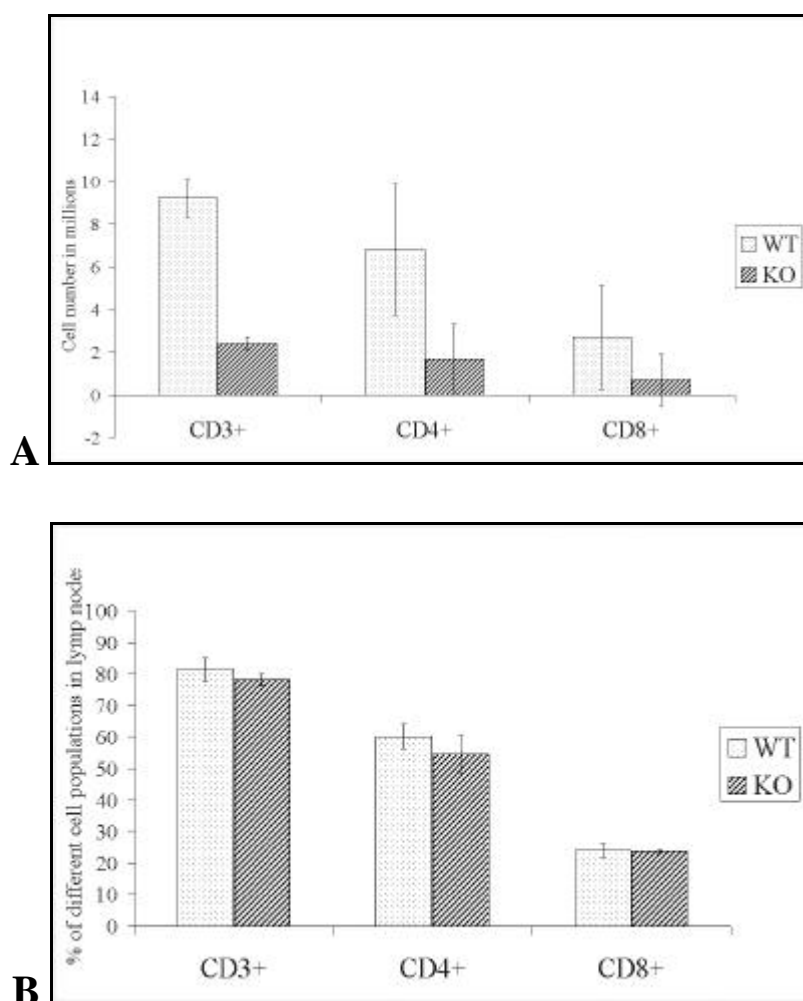 14
12
10
8
6
4
2
0
-2
Cell number in millions
CD3+
CD4+
CD8+
WT
KO
A
% of different cell populations in lymp nodes
100
90
80
70
60
50
40
30
20
10
0
CD3+
CD4+
CD8+
WT
KO
B